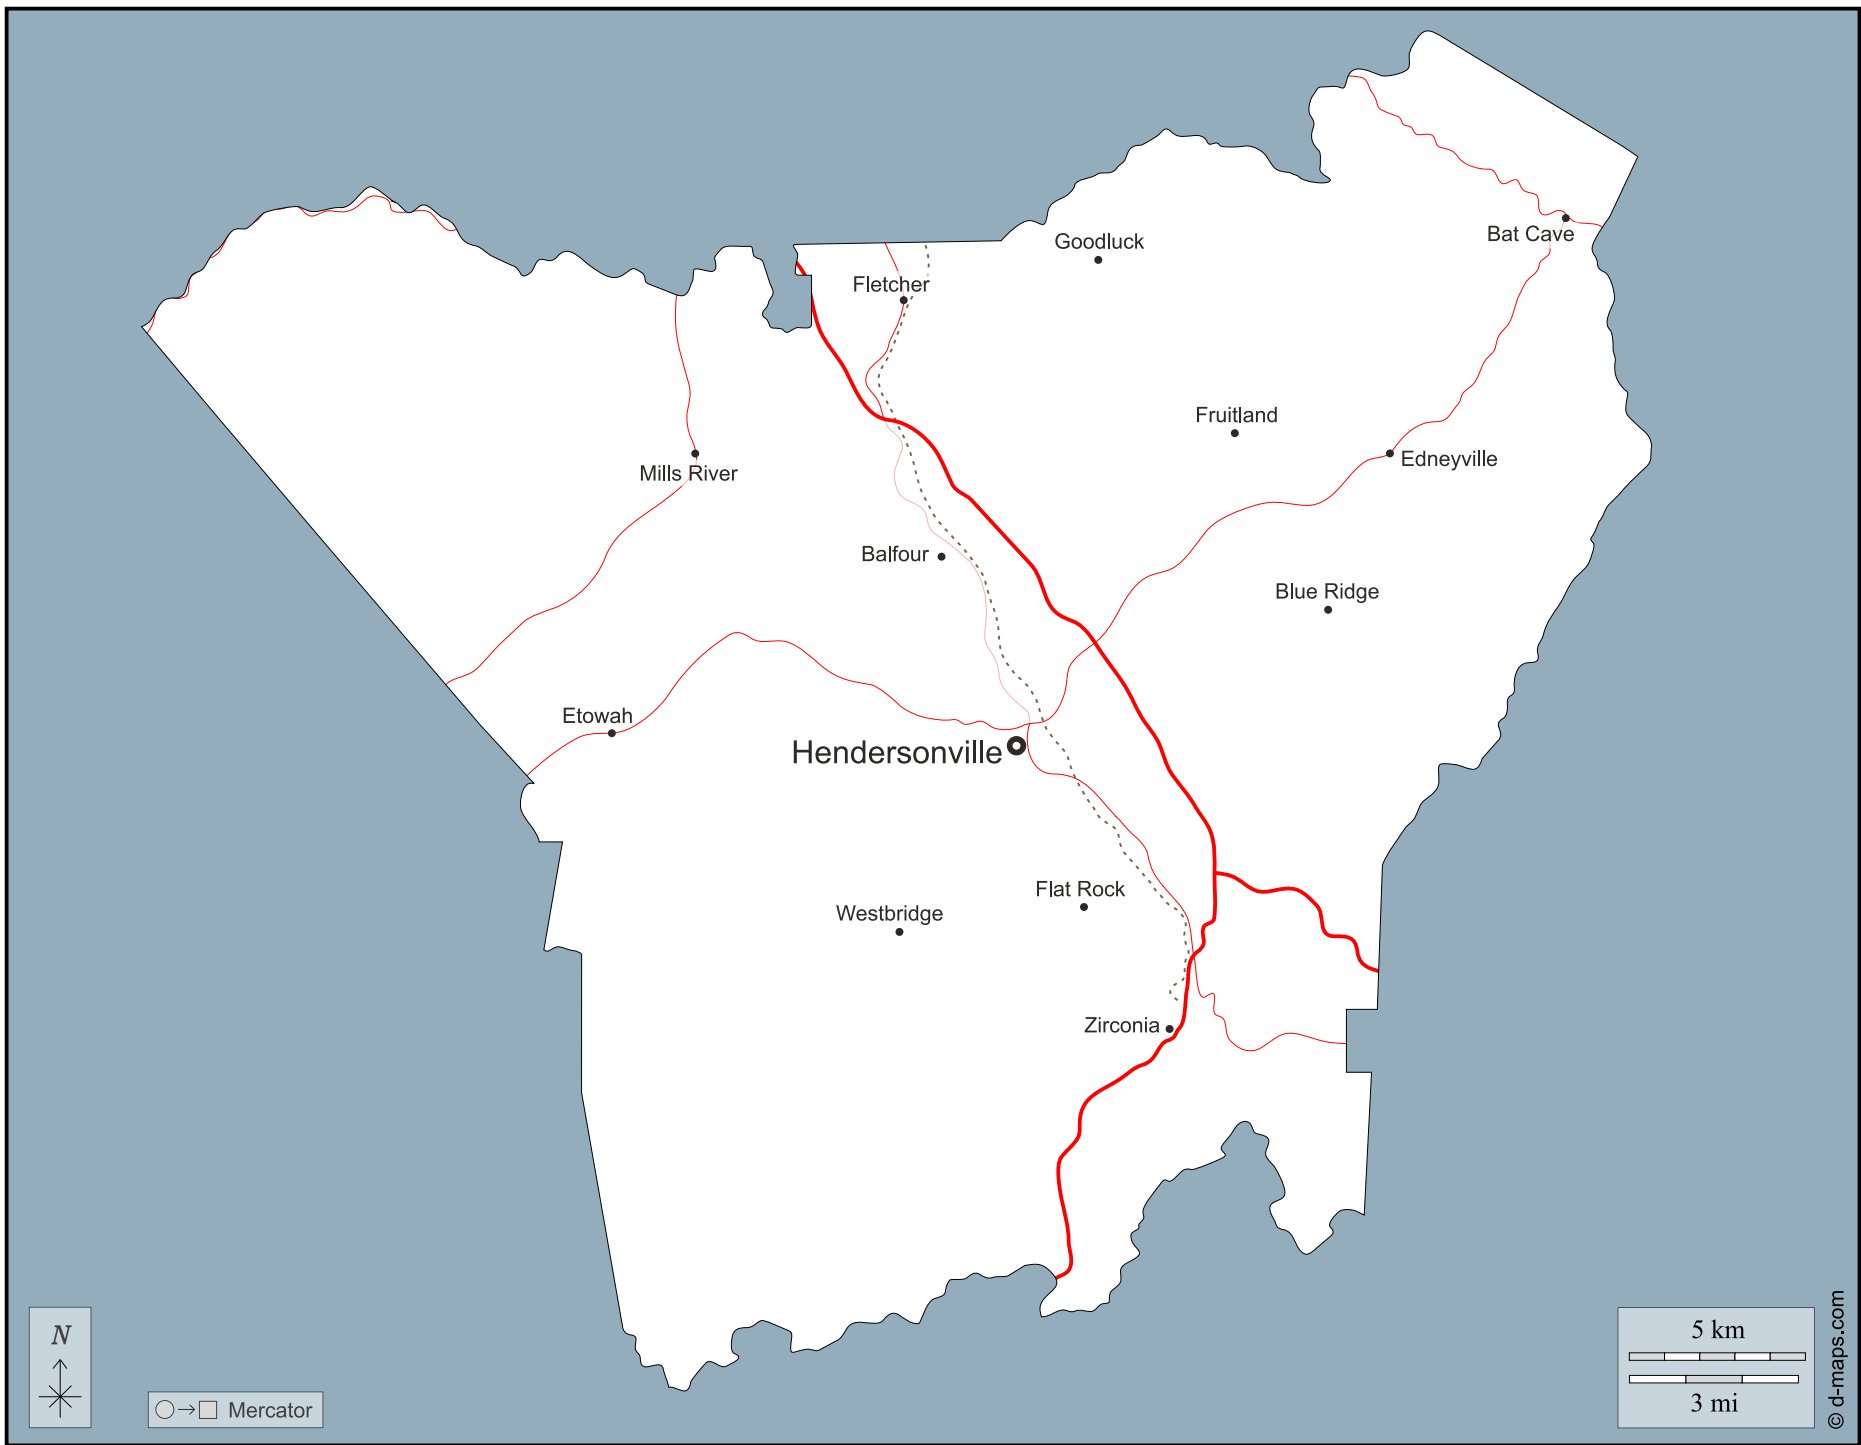 Bat Cave
Goodluck
Fletcher
Fruitland
Edneyville
Mills River
Balfour
Blue Ridge
Etowah
Hendersonville
Flat Rock
Westbridge
Zirconia
N
Mercator
5 km
3 mi
© d-maps.com